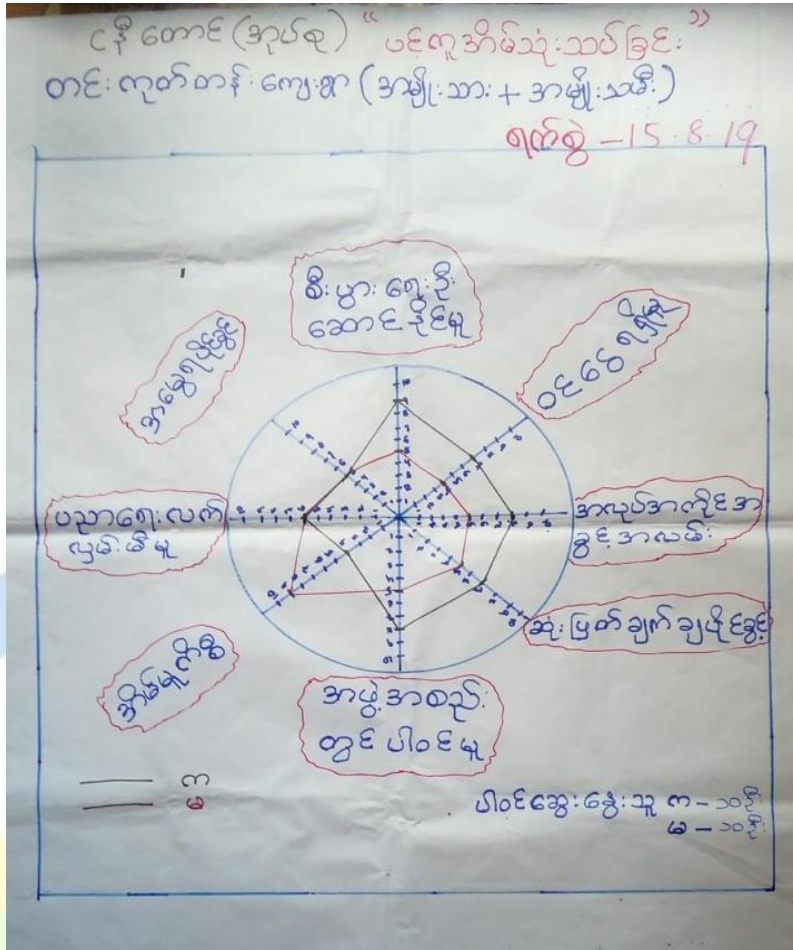 ငနီတောင် (အုပ်စု) “ပင့်ကူအိမ်သုံးသပ်ခြင်း”
တင်းကုတ်တန်းကျေးရွာ (အမျိုးသား + အမျိုးသမီး)
ရက်စွဲ - 15.8.19
စီးပွားရေးဦး
ဆောင်နိုင်မှု
ဝင်ငွေရရှိမှု
အမွေရပိုင်ခွင့်
ပညာရေးလက်
လှမ်းမီမှု
အလုပ်အကိုင်အ
ခွင့်အလမ်း
ဆုံးဖြတ်ချက်ချပိုင်ခွင့်
အိမ်မှုကိစ္စ
အဖွဲ့အစည်း
တွင်ပါဝင်မှု
က
မ
ပါဝင်ဆွေးနွေးသူ က - ၁၀ဦး
မ - ၁၀ဦး